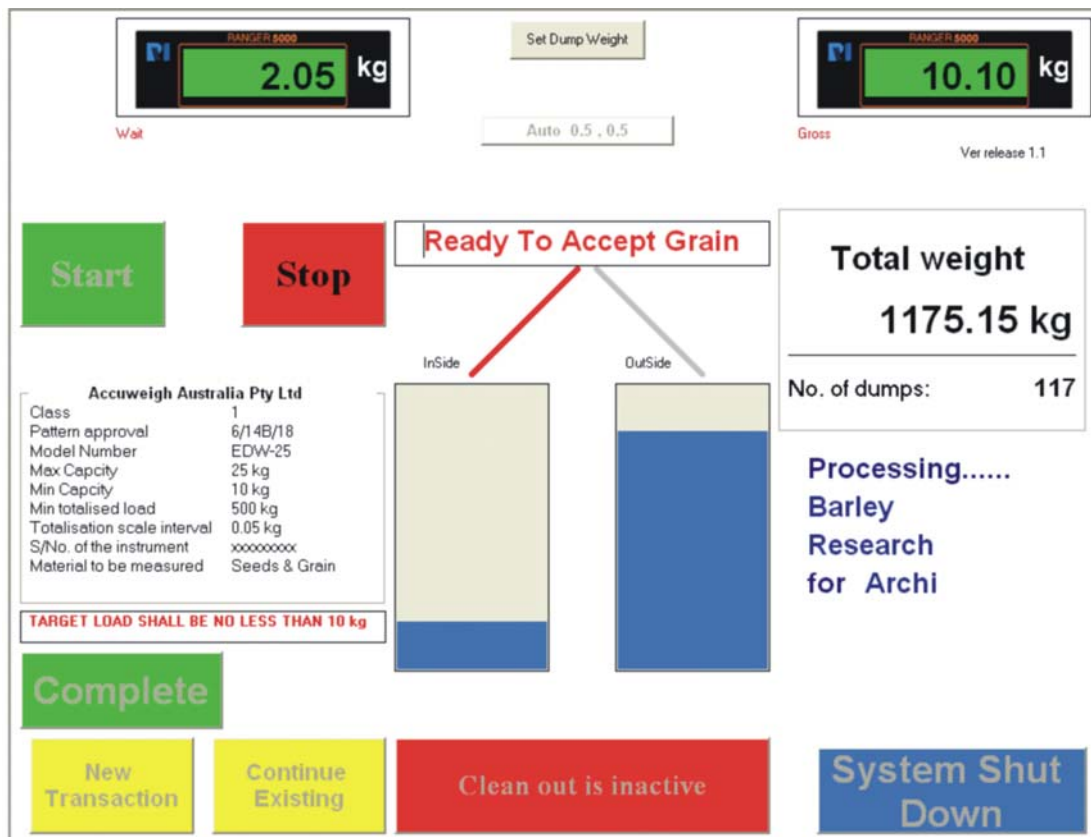 RANGER 5000
2.05 kg
Wait
Set Dump Weight
Auto 0.5 , 0.5
RANGER 5000
10.10 kg
Gross
Ver release 1.1
Start
Stop
Ready To Accept Grain
Total weight
1175.15 kg
No. of dumps: 117
InSide
OutSide
Accuweigh Australia Pty Ltd
Class 1
Pattern approval 6/14B/18
Model Number EDW-25
Max Capcity 25 kg
Min Capcity 10 kg
Min totalised load 500 kg
Totalisation scale interval 0.05 kg
S/No. of the instrument xxxxxxxxx
Material to be measured Seeds & Grain
TARGET LOAD SHALL BE NO LESS THAN 10 kg
Processing......
Barley
Research
for Archi
Complete
New
Transaction
Continue
Existing
Clean out is inactive
System Shut
Down